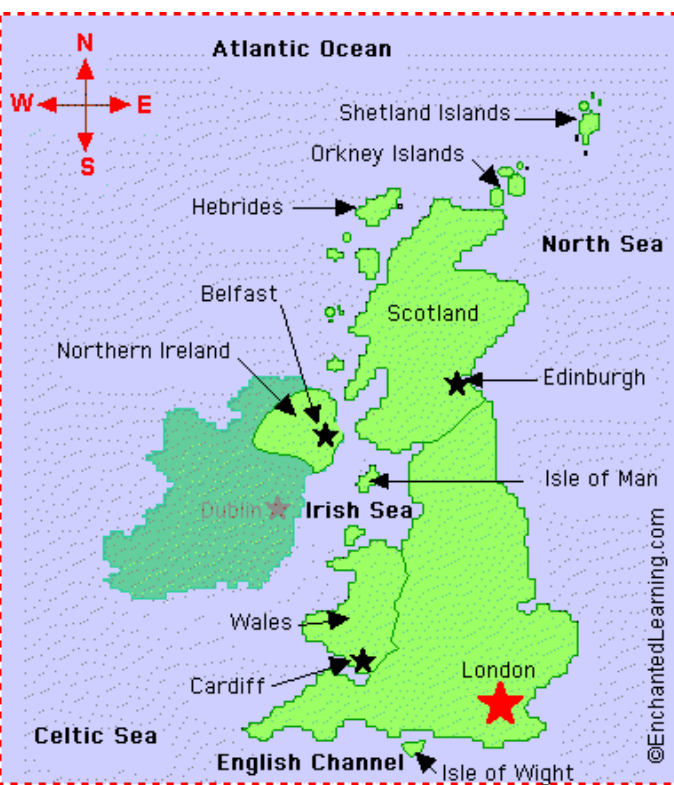 N
Atlantic Ocean
W
E
S
Shetland Islands
Orkney Islands
Hebrides
North Sea
Belfast
Scotland
Northern Ireland
Edinburgh
Isle of Man
Dublin
Irish Sea
Wales
London
Cardiff
Celtic Sea
English Channel
Isle of Wight
©EnchantedLearning.com